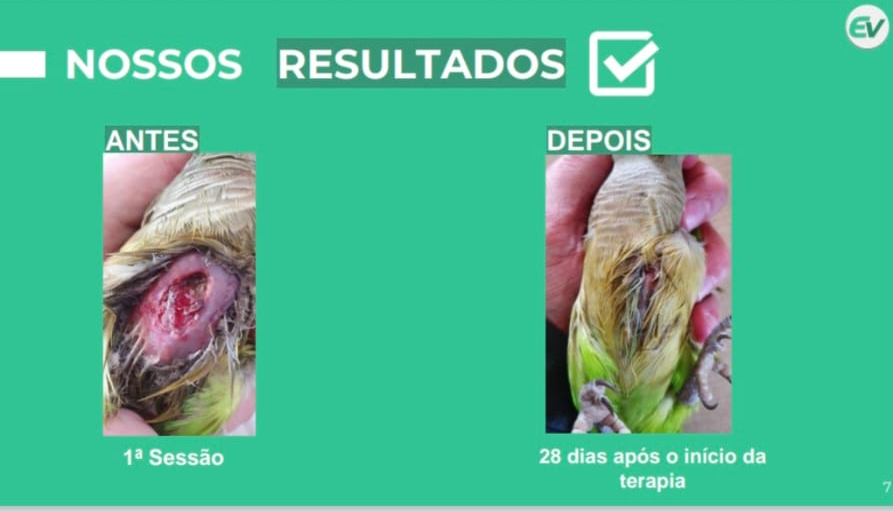 EV
NOSSOS RESULTADOS
ANTES
DEPOIS
1ª Sessão
28 dias após o início da
terapia
7